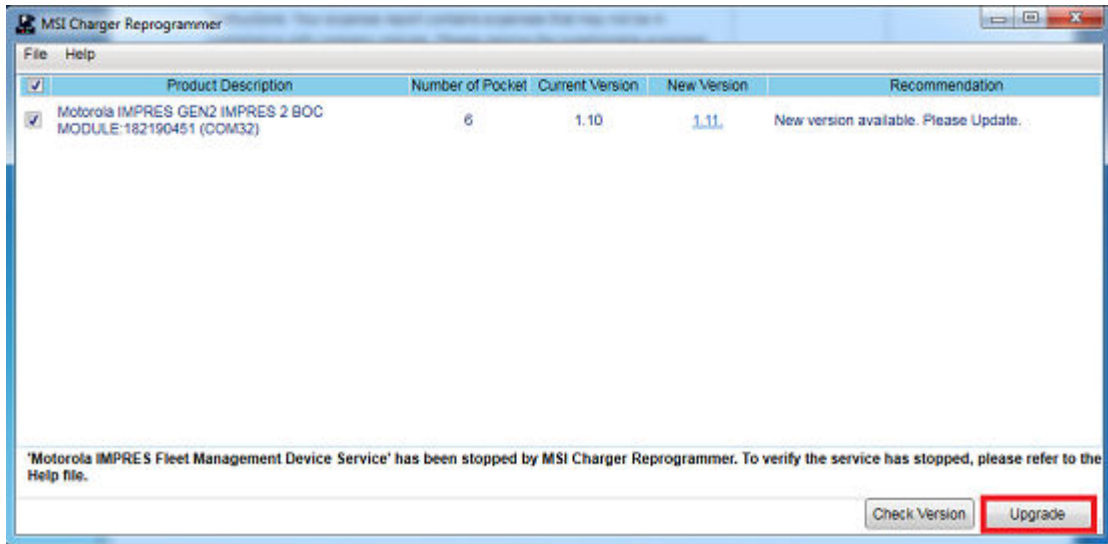 MSI Charger Reprogrammer
File Help
Product Description Number of Pocket Current Version New Version Recommendation
Motorola IMPRES GEN2 IMPRES 2 BOC
MODULE:182190451 (COM32) 6 1.10 1.11. New version available. Please Update.
'Motorola IMPRES Fleet Management Device Service' has been stopped by MSI Charger Reprogrammer. To verify the service has stopped, please refer to the
Help file.
Check Version Upgrade